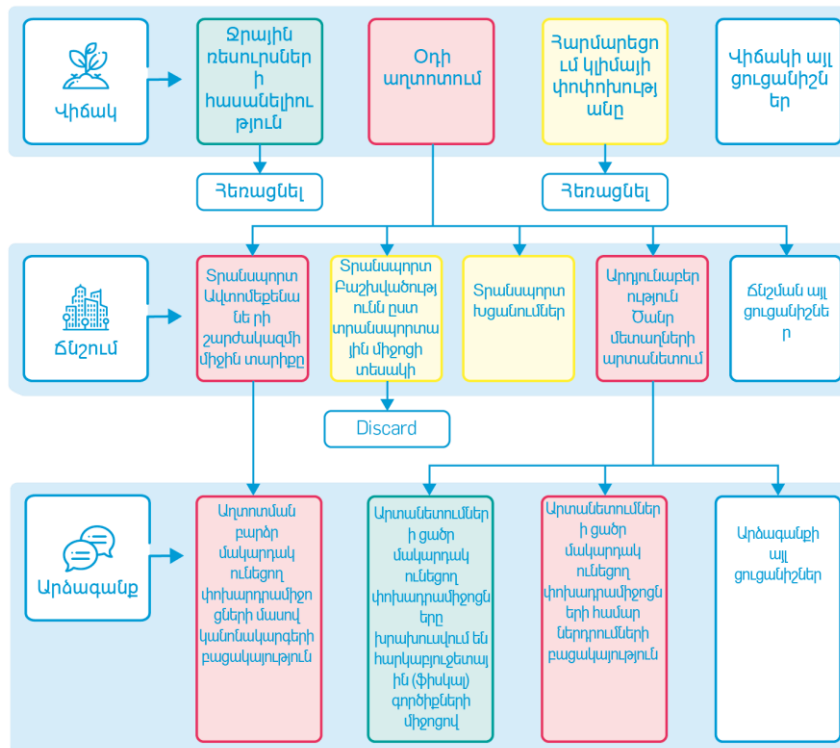 Վիճակ
Ջրային
ռեսուրսներ
ի
հասանելիու
թյուն
Օդի
աղտոտում
Հարմարեցո
ւմ կլիմայի
փոփոխությ
անը
Վիճակի այլ
ցուցանիշն
եր
Հեռացնել
Հեռացնել
Ճնշում
Տրանսպորտ
Ավտոմեքենա
նե րի
շարժակազմի
միջին տարիքը
Տրանսպորտ
Բաշխվածությ
ունն ըստ
տրանսպորտա
յին միջոցի
տեսակի
Տրանսպորտ
Խցանումներ
Արդյունաբեր
ություն
Ծանր
մետաղների
արտանետում
Ճնշման այլ
ցուցանիշնե
ր
Discard
Արձագանք
Աղտոտման
բարձր
մակարդակ
ունեցող
փոխարդրամիջո
ցների մասով
կանոնակարգերի
բացակայություն
Արտանետումներ
ի ցածր
մակարդակ
ունեցող
փոխադրամիջոցն
երը
խրախուսվում են
հարկաբյուջետայ
ին (ֆիսկալ)
գործիքների
միջոցով
Արտանետումներ
ի ցածր
մակարդակ
ունեցող
փոխադրամիջոցն
երի համար
ներդրումների
բացակայություն
Արձագանքի
այլ
ցուցանիշներ